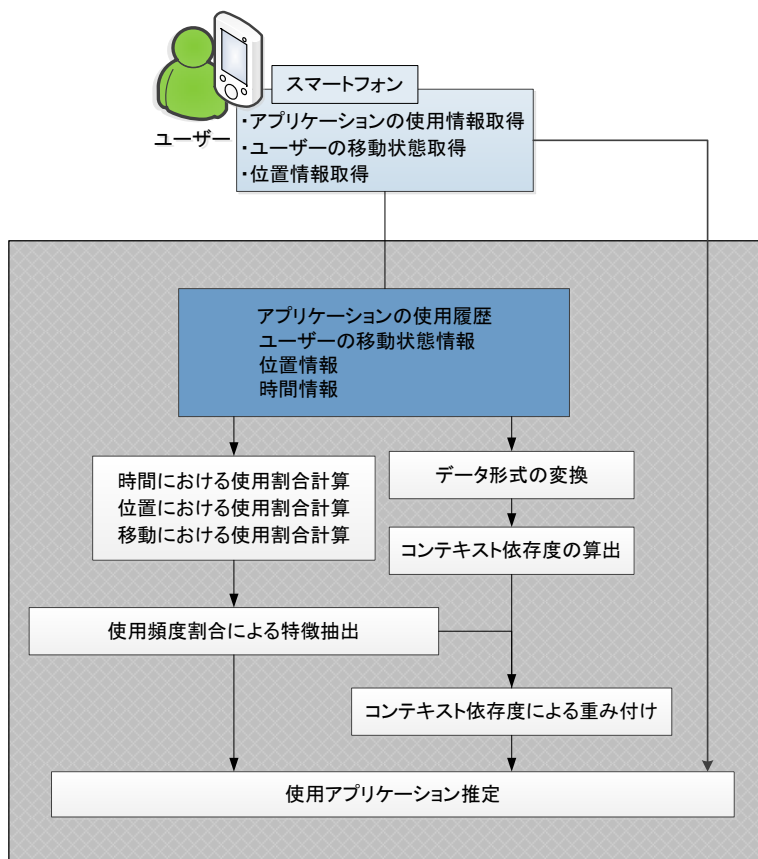 スマートフォン
ユーザー
・アプリケーションの使用情報取得
・ユーザーの移動状態取得
・位置情報取得
アプリケーションの使用履歴
ユーザーの移動状態情報
位置情報
時間情報
時間における使用割合計算
位置における使用割合計算
移動における使用割合計算
データ形式の変換
コンテキスト依存度の算出
使用頻度割合による特徴抽出
コンテキスト依存度による重み付け
使用アプリケーション推定